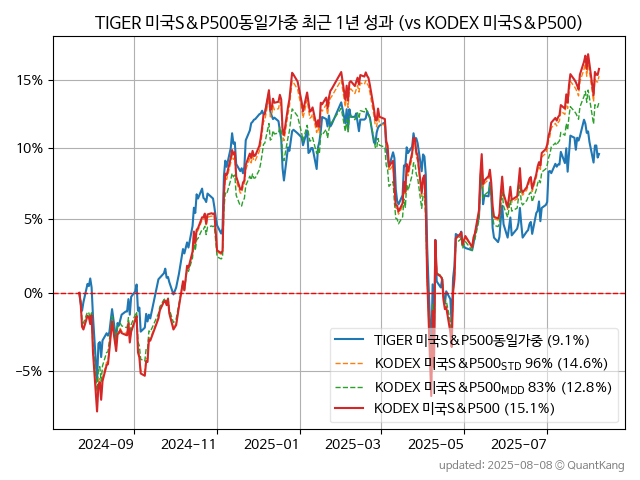 TIGER 미국S&P500동일가중 최근 1년 성과 (vs KODEX 미국S&P500)
15%
10%
5%
0%
−5%
TIGER 미국S&P500동일가중 (9.1%)
KODEX 미국S&P500STD 96% (14.6%)
KODEX 미국S&P500MDD 83% (12.8%)
KODEX 미국S&P500 (15.1%)
2024-09 2024-11 2025-01 2025-03 2025-05 2025-07
updated: 2025-08-08 © QuantKang